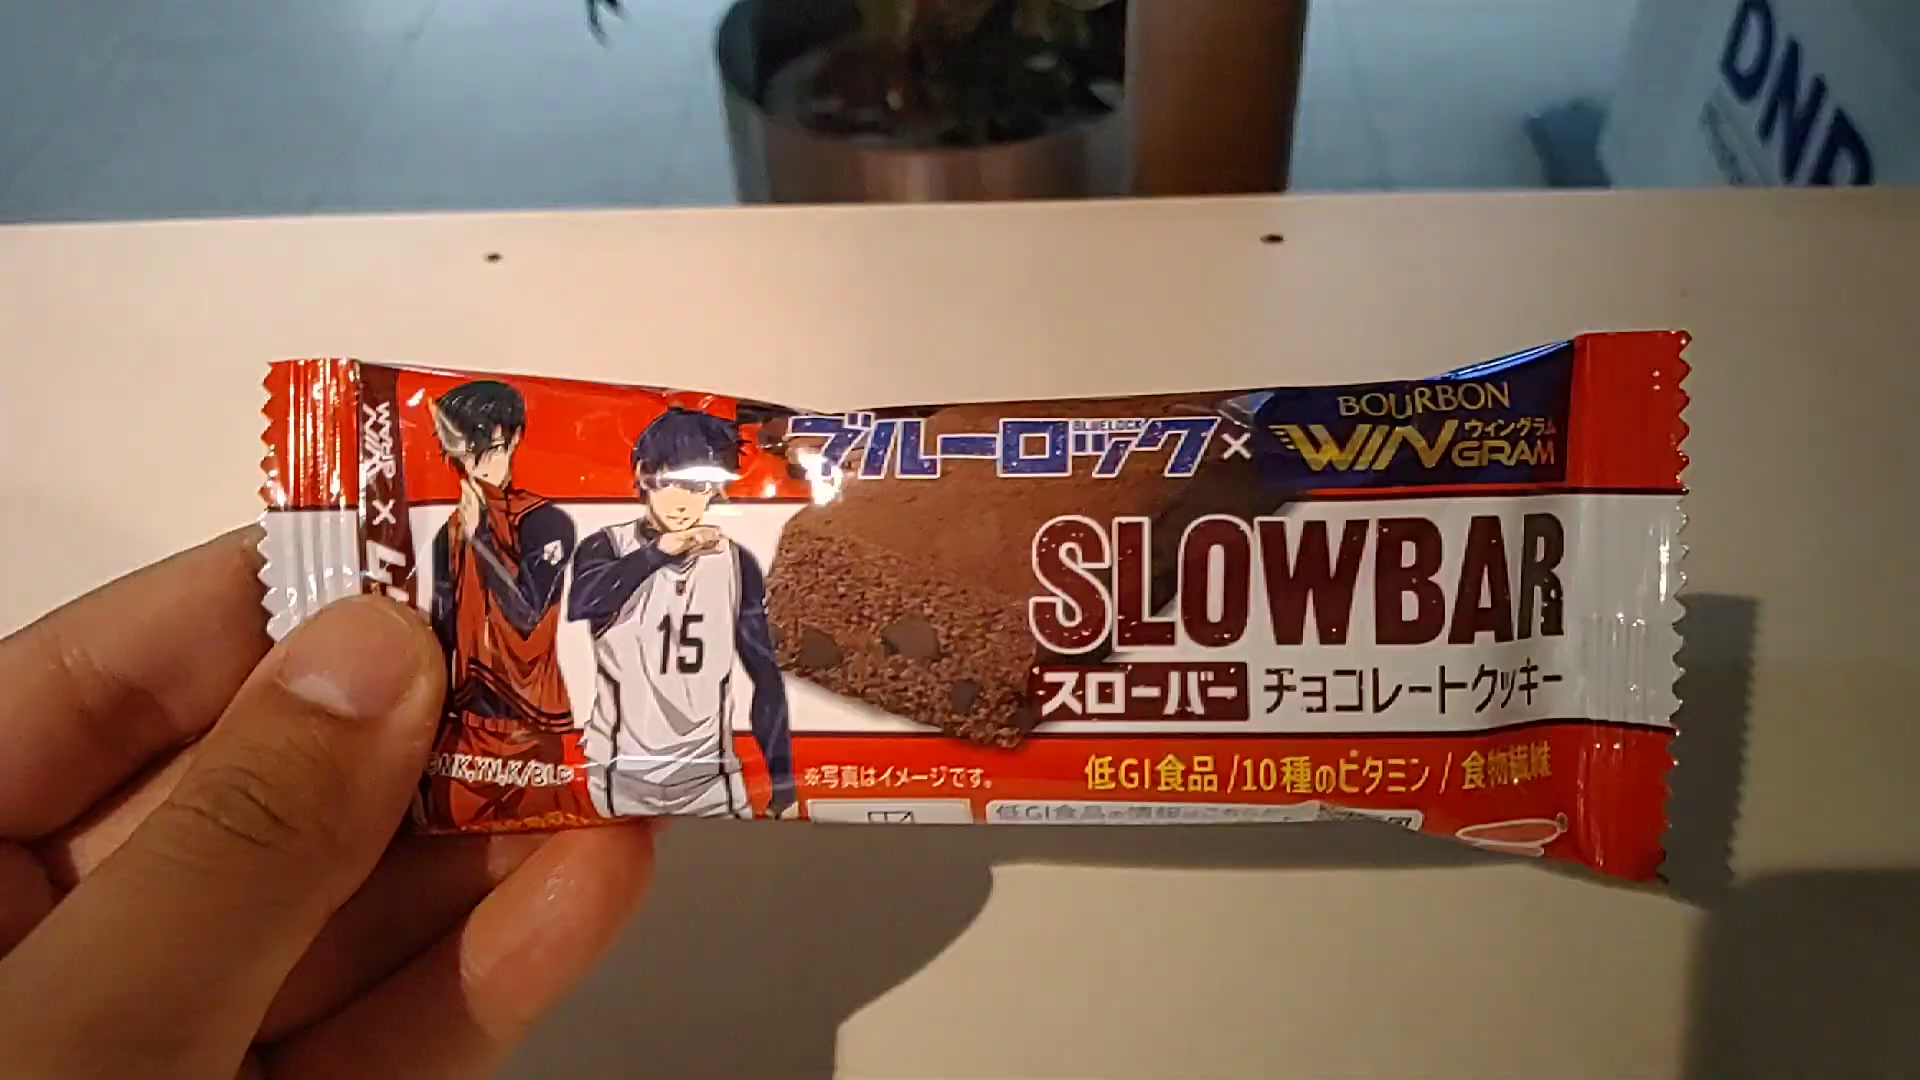 DNP
ブルーロック
BLUELOCK
×
BOURBON
WINGRAM
ウィングラム
15
SLOWBAR
スローバー チョコレートクッキー
低GI食品/10種のビタミン/食物繊維
※写真はイメージです。